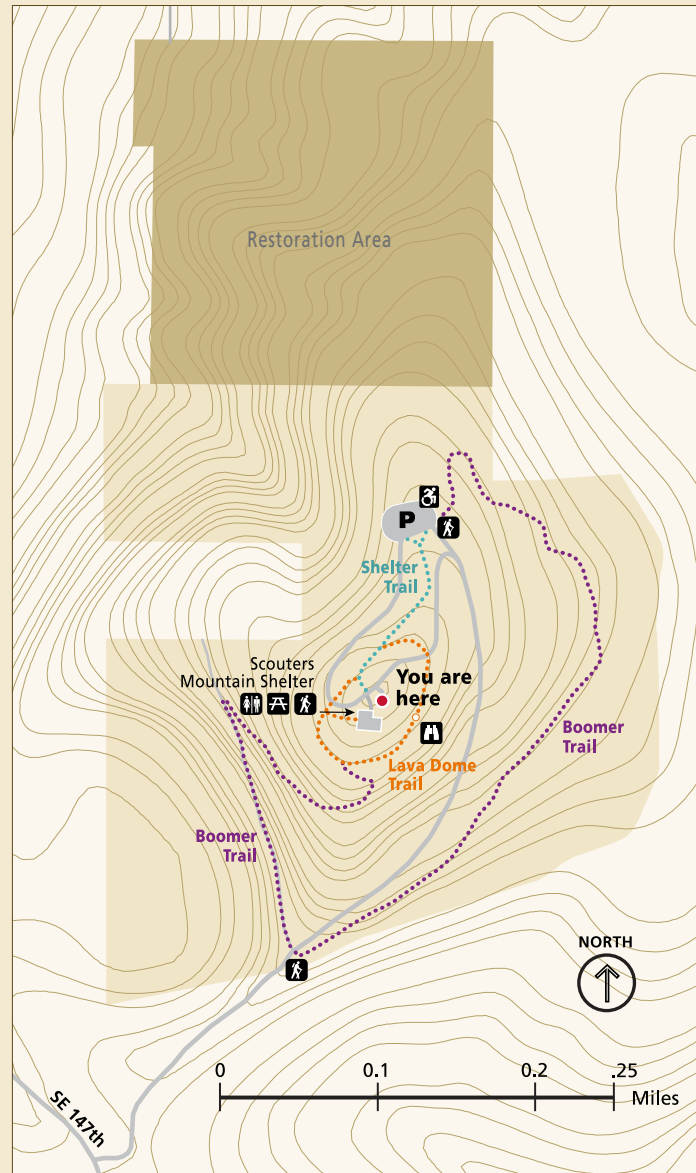 Restoration Area
P
Shelter
Trail
Scouters
Mountain Shelter
You are
here
Boomer
Trail
Lava Dome
Trail
Boomer
Trail
NORTH
0 0.1 0.2 .25
Miles
SE 147th